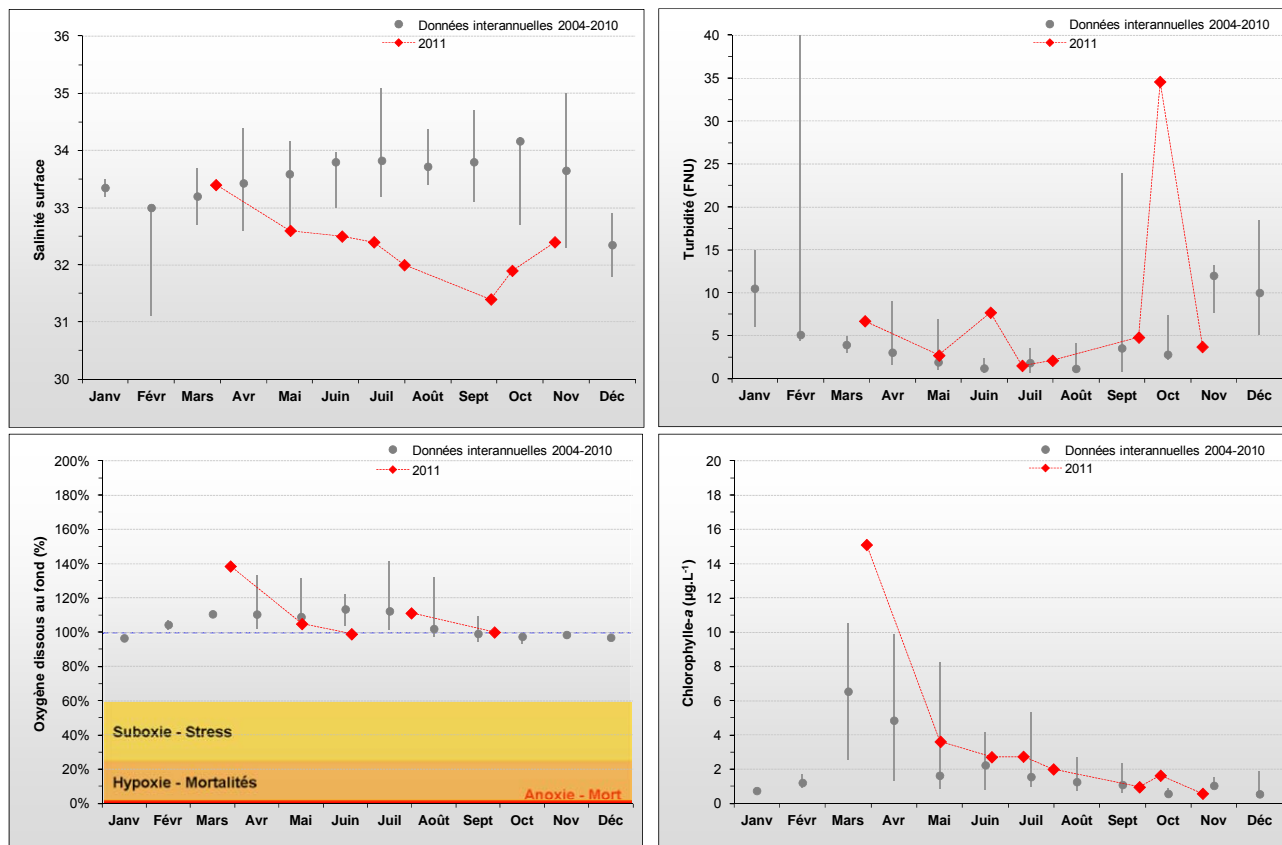 Données interannuelles 2004-2010
2011
Salinité surface
36
35
34
33
32
31
30
Janv Févr Mars Avr Mai Juin Juil Août Sept Oct Nov Déc
Données interannuelles 2004-2010
2011
Turbidité (FNU)
40
35
30
25
20
15
10
5
0
Janv Févr Mars Avr Mai Juin Juil Août Sept Oct Nov Déc
Données interannuelles 2004-2010
2011
Oxygène dissous au fond (%)
200%
180%
160%
140%
120%
100%
80%
60%
40%
20%
0%
Suboxie - Stress
Hypoxie - Mortalités
Anoxie - Mort
Janv Févr Mars Avr Mai Juin Juil Août Sept Oct Nov Déc
Données interannuelles 2004-2010
2011
Chlorophylle-a (µg.L⁻¹)
20
18
16
14
12
10
8
6
4
2
0
Janv Févr Mars Avr Mai Juin Juil Août Sept Oct Nov Déc